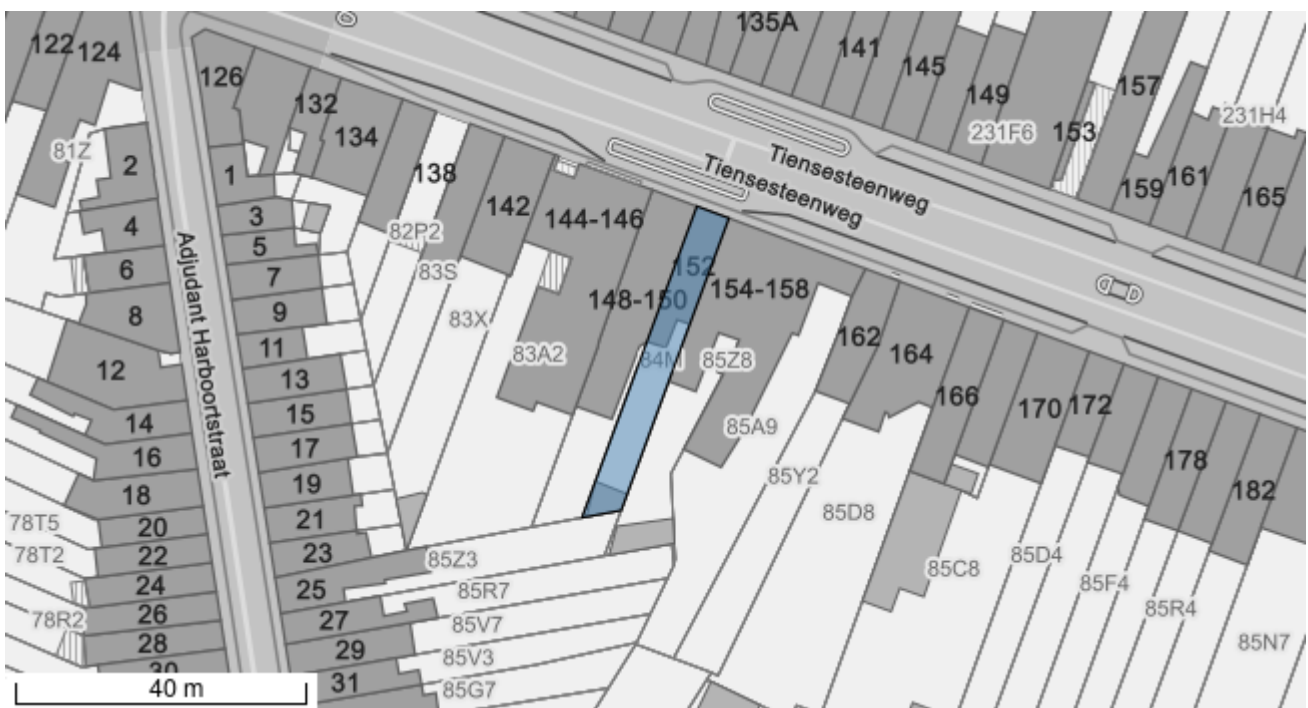 135A
122
124
141
145
126
149
157
132
231F6
153
231H4
134
81Z
2
1
138
161
159
165
Tiensesteenweg
Tiensesteenweg
142
144-146
3
4
82P2
5
Adjudant Harboortstraat
6
7
83S
152
154-158
148-150
8
9
83X
162
11
83A2
84M
85Z8
164
12
13
166
170
172
14
15
85A9
16
17
178
85Y2
18
19
182
20
21
85D8
78T5
22
23
78T2
85Z3
85D4
24
25
85R7
85C8
85F4
26
27
78R2
85V7
85R4
28
29
85V3
85N7
30
31
85G7
40 m